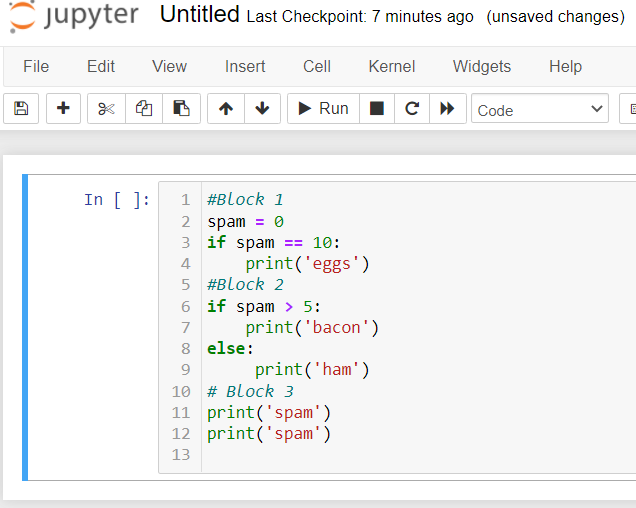 jupyter Untitled Last Checkpoint: 7 minutes ago (unsaved changes)
File Edit View Insert Cell Kernel Widgets Help
Run Code
In [ ]:
1 #Block 1
2 spam = 0
3 if spam == 10:
4     print('eggs')
5 #Block 2
6 if spam > 5:
7     print('bacon')
8 else:
9      print('ham')
10 # Block 3
11 print('spam')
12 print('spam')
13